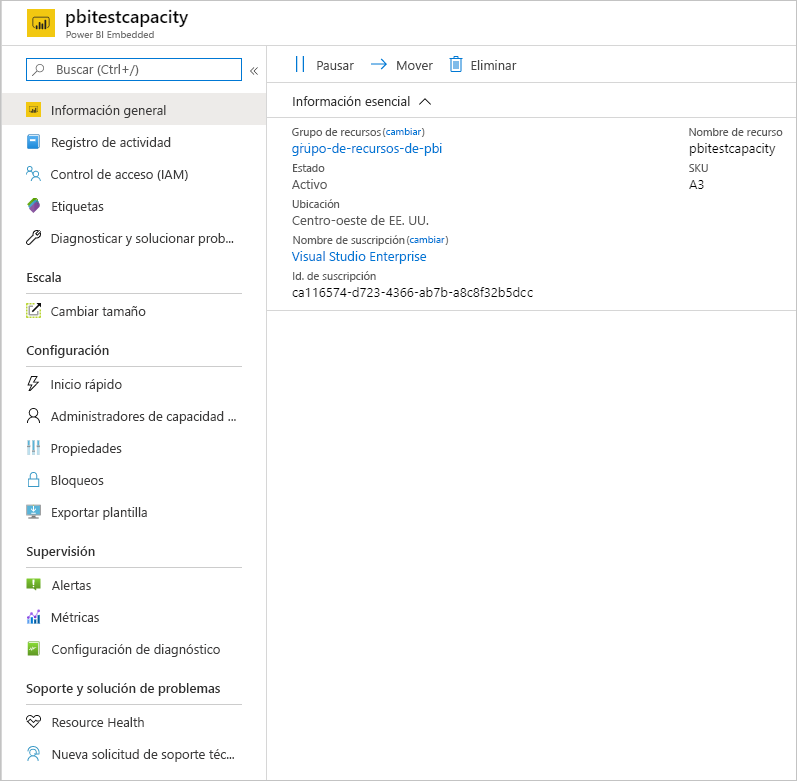 pbitestcapacity
Power BI Embedded
Buscar (Ctrl+/)
«
Información general
Registro de actividad
Control de acceso (IAM)
Etiquetas
Diagnosticar y solucionar prob...
Escala
Cambiar tamaño
Configuración
Inicio rápido
Administradores de capacidad ...
Propiedades
Bloqueos
Exportar plantilla
Supervisión
Alertas
Métricas
Configuración de diagnóstico
Soporte y solución de problemas
Resource Health
Nueva solicitud de soporte téc...
Pausar Mover Eliminar
Información esencial
Grupo de recursos (cambiar)
grupo-de-recursos-de-pbi
Estado
Activo
Ubicación
Centro-oeste de EE. UU.
Nombre de suscripción (cambiar)
Visual Studio Enterprise
Id. de suscripción
ca116574-d723-4366-ab7b-a8c8f32b5dcc
Nombre de recurso
pbitestcapacity
SKU
A3